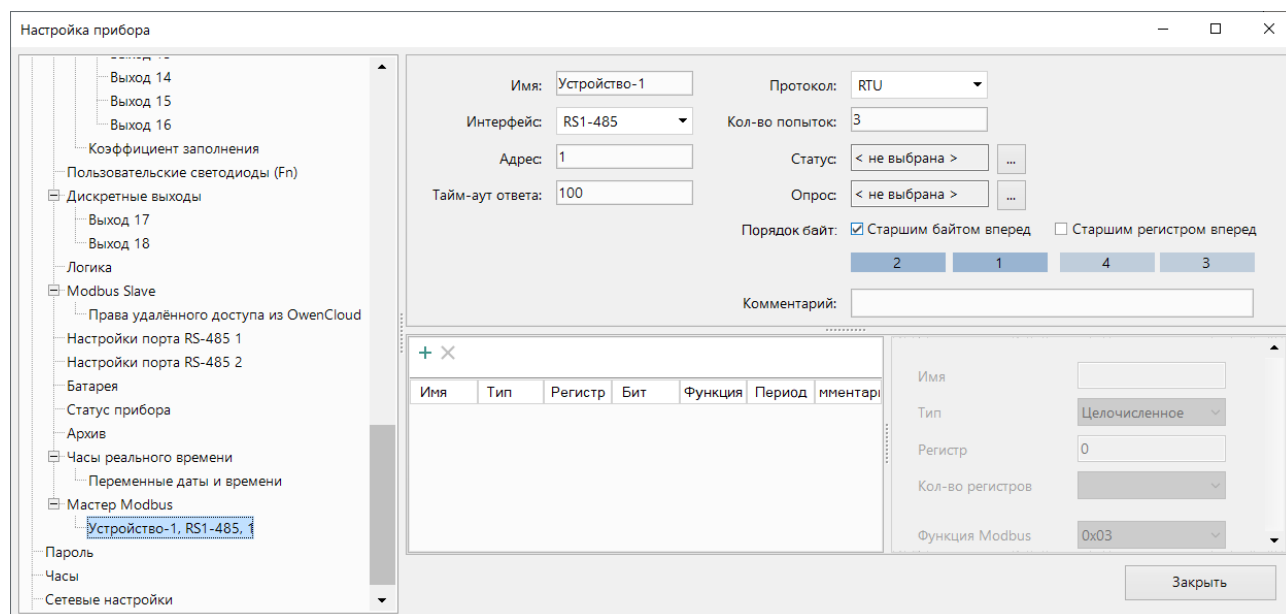 Настройка прибора
Выход 14
Выход 15
Выход 16
Коэффициент заполнения
Пользовательские светодиоды (Fn)
Дискретные выходы
Выход 17
Выход 18
Логика
Modbus Slave
Права удалённого доступа из OwenCloud
Настройки порта RS-485 1
Настройки порта RS-485 2
Батарея
Статус прибора
Архив
Часы реального времени
Переменные даты и времени
Мастер Modbus
Устройство-1, RS1-485, 1
Пароль
Часы
Сетевые настройки
Имя: Устройство-1 Протокол: RTU
Интерфейс: RS1-485 Кол-во попыток: 3
Адрес: 1 Статус: < не выбрана > ...
Тайм-аут ответа: 100 Опрос: < не выбрана > ...
Порядок байт: Старшим байтом вперед Старшим регистром вперед
2 1 4 3
Комментарий:
Имя Тип Регистр Бит Функция Период мментари
Имя
Тип Целочисленное
Регистр 0
Кол-во регистров
Функция Modbus 0x03
Закрыть